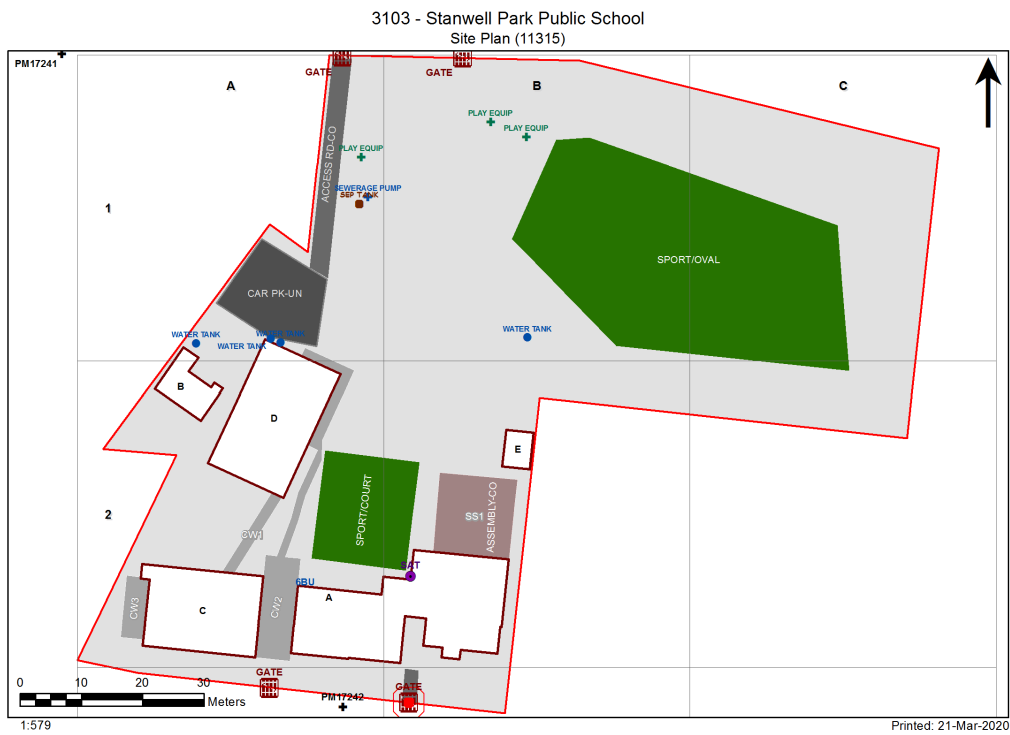 3103 - Stanwell Park Public School
Site Plan (11315)
PM17241
GATE
GATE
A
B
C
PLAY EQUIP
PLAY EQUIP
PLAY EQUIP
ACCESS RD-CO
SEWERAGE PUMP
SEP TANK
1
SPORT/OVAL
CAR PK-UN
WATER TANK
WATER TANK
WATER TANK
WATER TANK
B
D
E
SPORT/COURT
ASSEMBLY-CO
SS1
2
CW1
SAT
6BU
A
C
CW2
CW3
GATE
GATE
0 10 20 30
Meters
PM17242
1:579
Printed: 21-Mar-2020